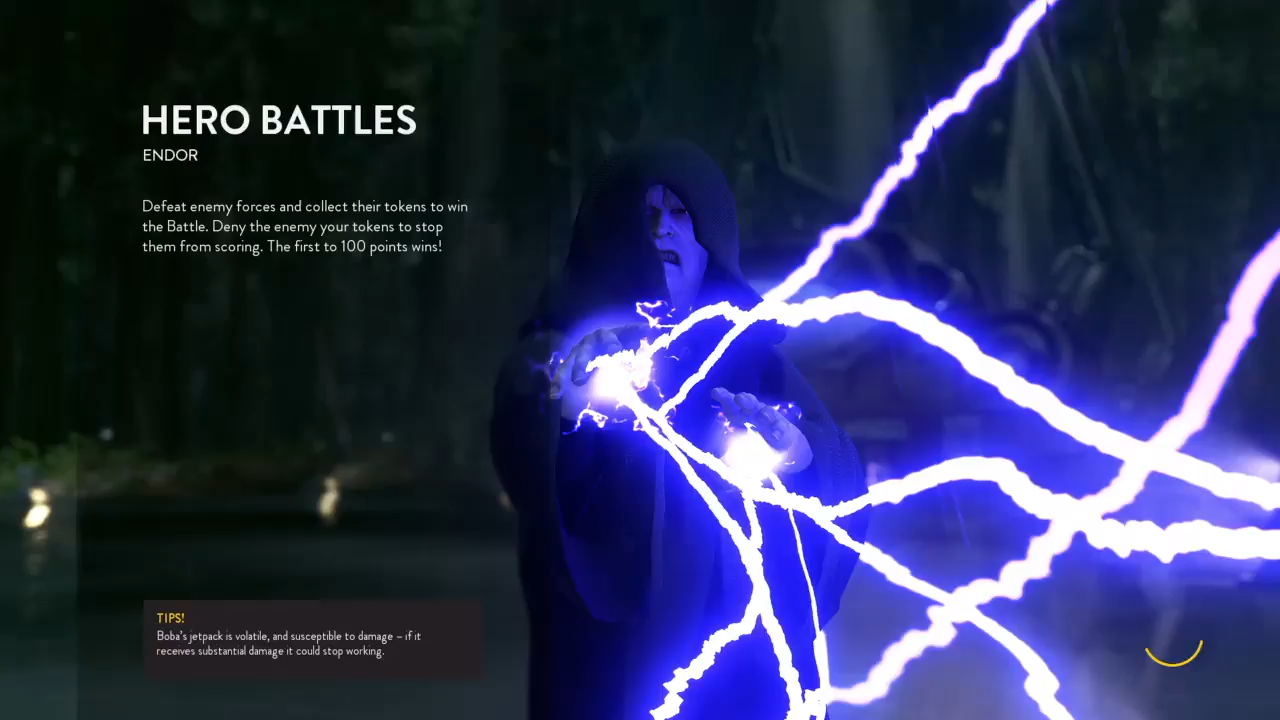 HERO BATTLES
ENDOR
Defeat enemy forces and collect their tokens to win
the Battle. Deny the enemy your tokens to stop
them from scoring. The first to 100 points wins!
TIPS!
Boba's jetpack is volatile, and susceptible to damage – if it
receives substantial damage it could stop working.